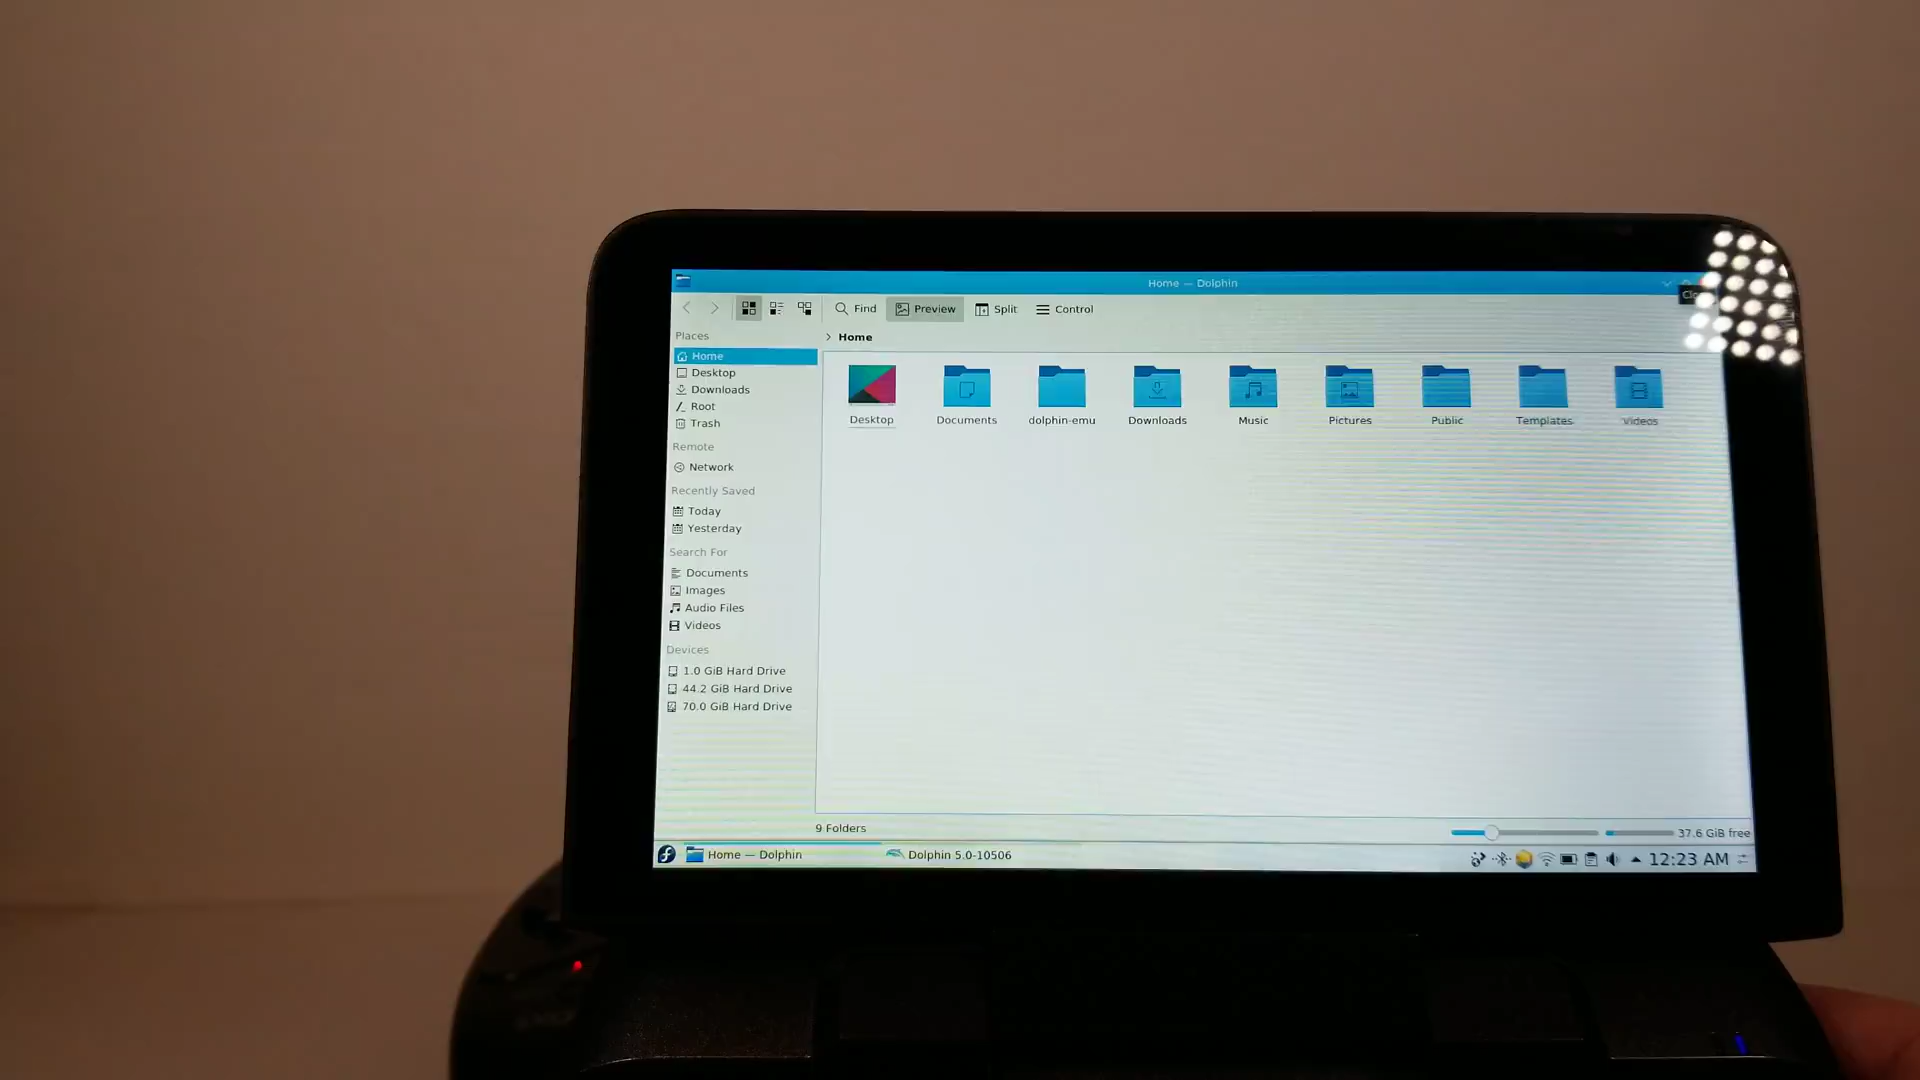 Home — Dolphin
Find Preview Split Control
Places
Home
Desktop
Downloads
Root
Trash
Remote
Network
Recently Saved
Today
Yesterday
Search For
Documents
Images
Audio Files
Videos
Devices
1.0 GiB Hard Drive
44.2 GiB Hard Drive
70.0 GiB Hard Drive
> Home
Desktop Documents dolphin-emu Downloads Music Pictures Public Templates Videos
9 Folders
37.6 GiB free
Home — Dolphin Dolphin 5.0-10506 12:23 AM